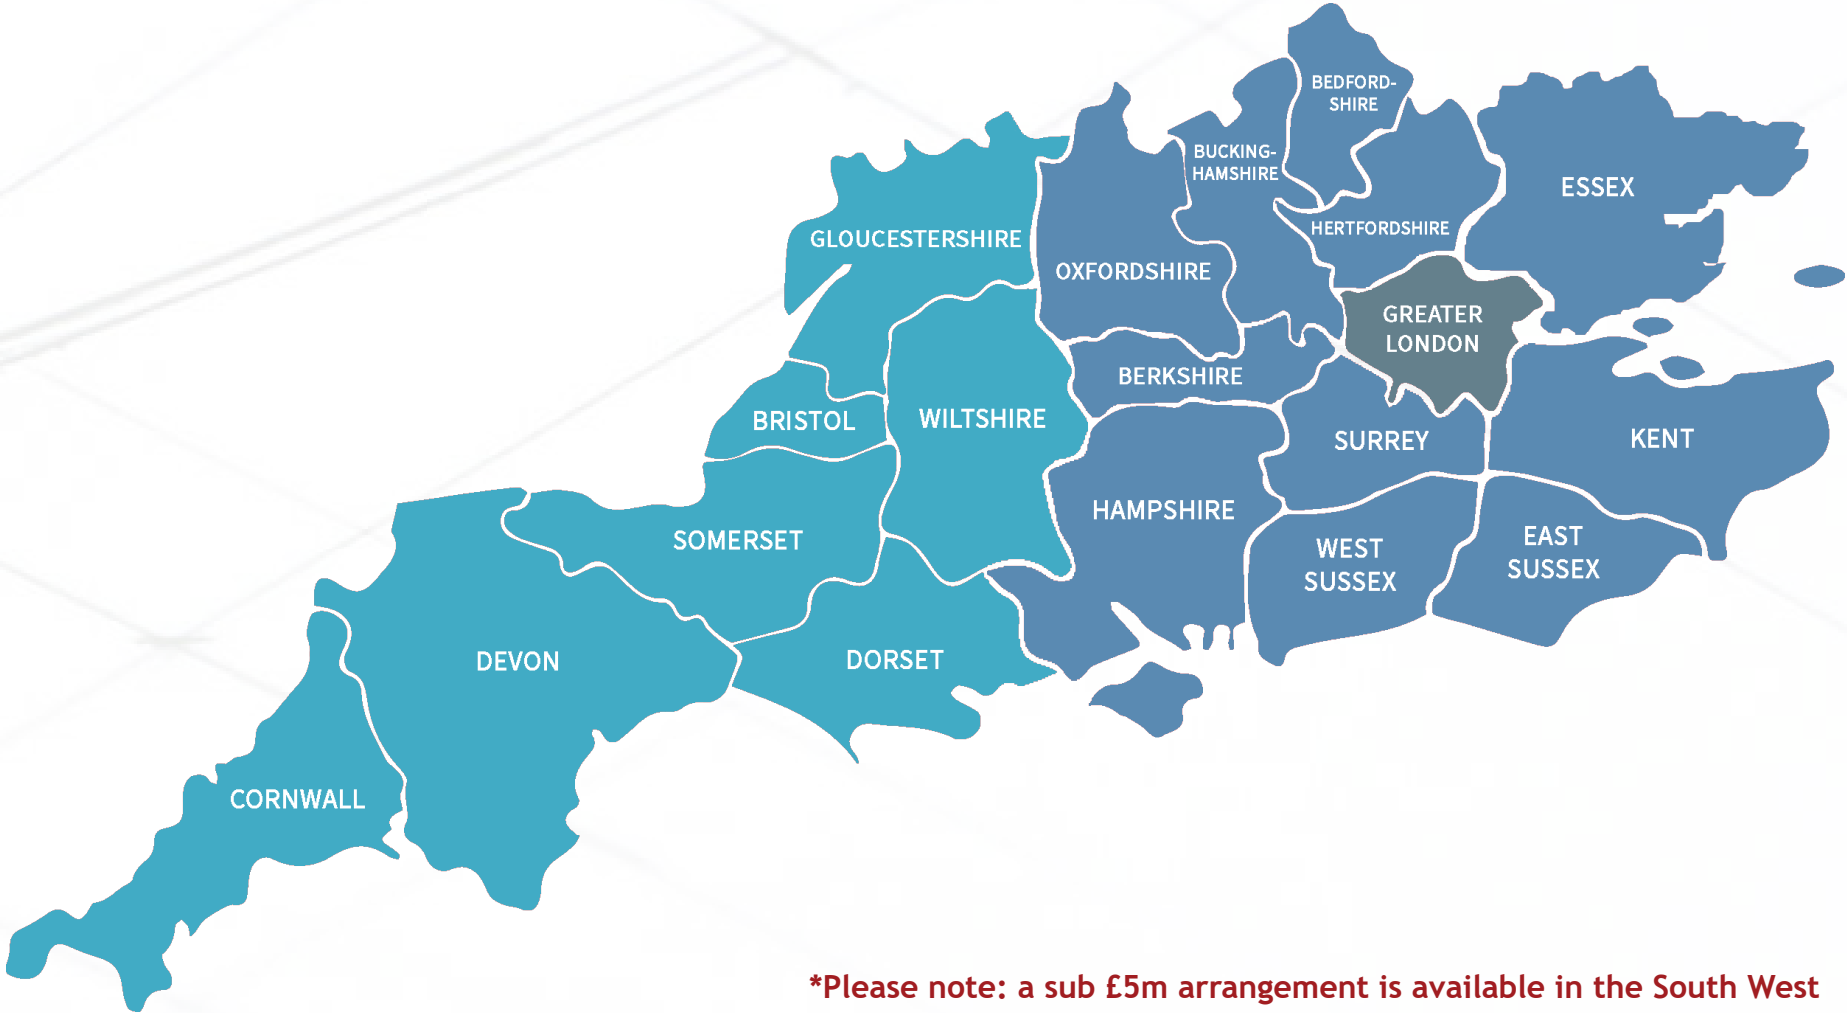 BEDFORD-
SHIRE
BUCKING-
HAMSHIRE
ESSEX
HERTFORDSHIRE
GLOUCESTERSHIRE
OXFORDSHIRE
GREATER
LONDON
BERKSHIRE
BRISTOL
WILTSHIRE
SURREY
KENT
HAMPSHIRE
SOMERSET
WEST
SUSSEX
EAST
SUSSEX
DEVON
DORSET
CORNWALL
*Please note: a sub £5m arrangement is available in the South West